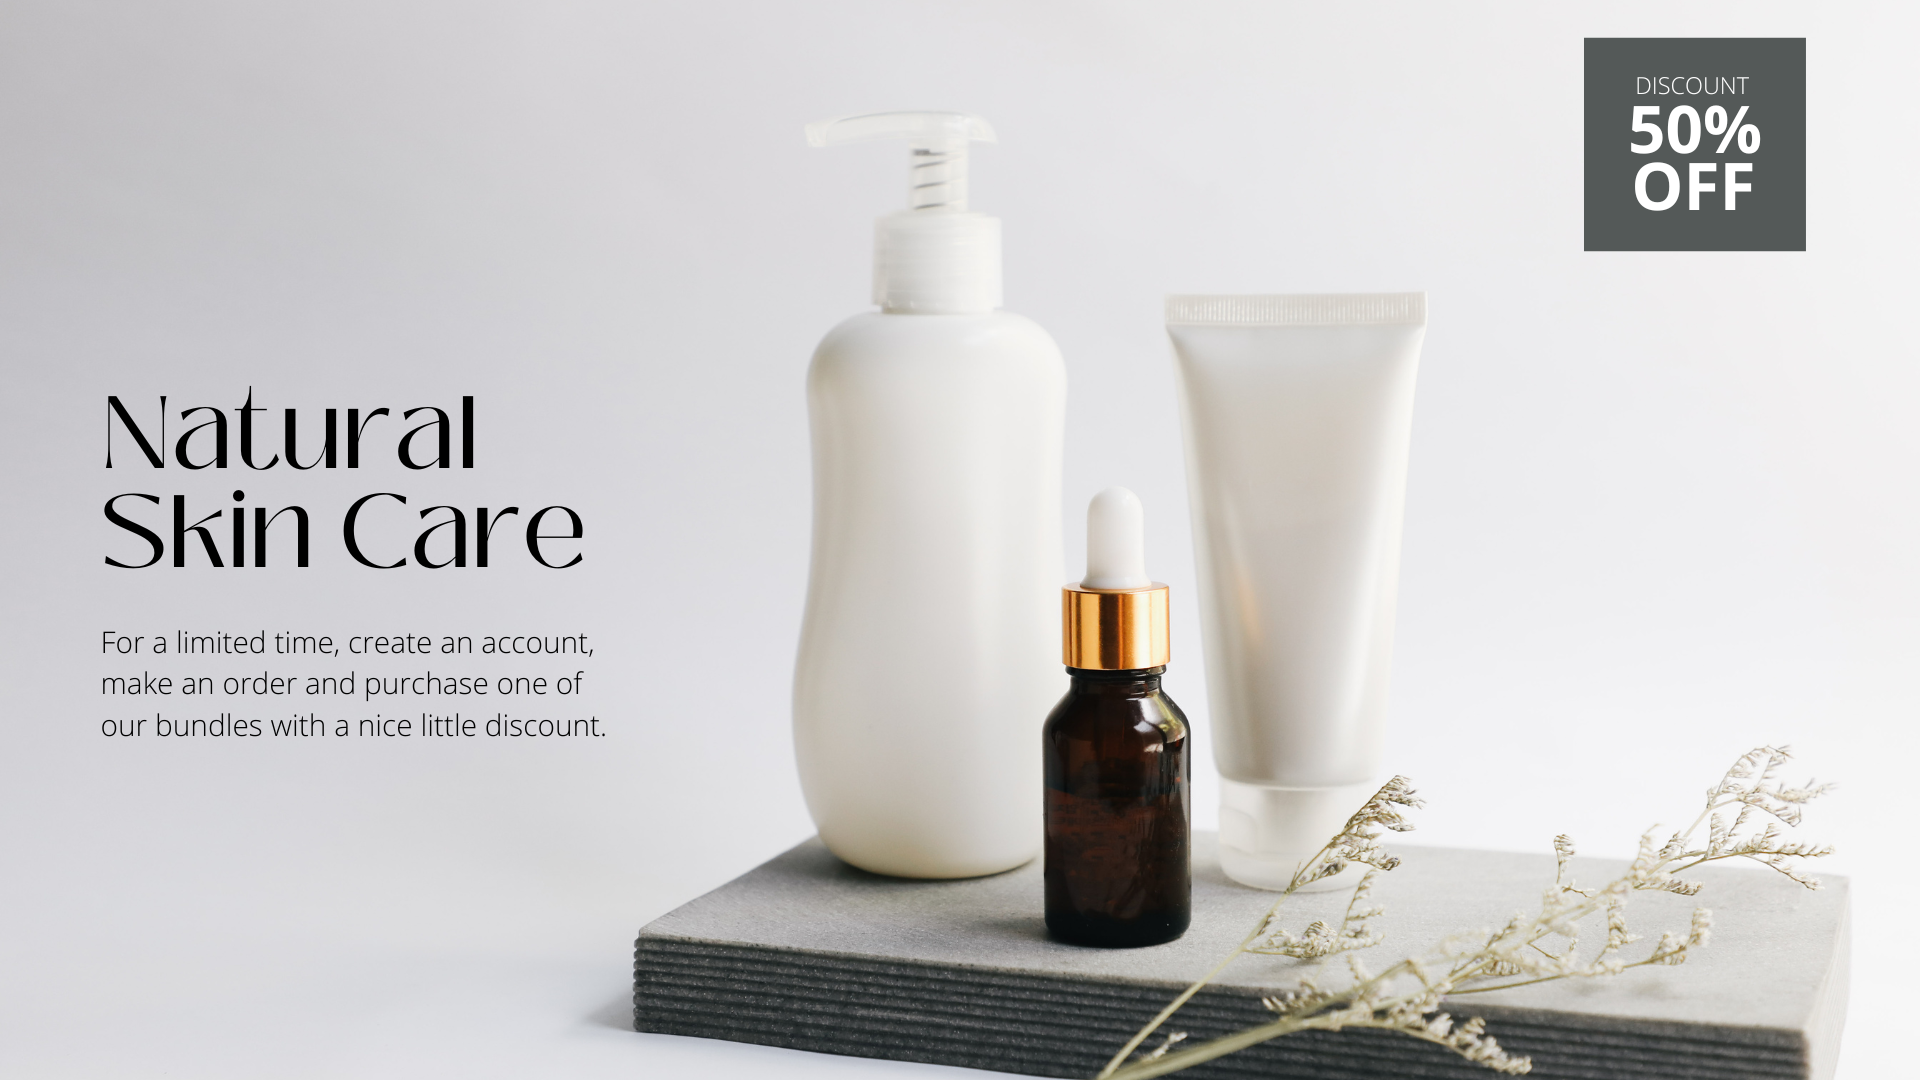 DISCOUNT
50%
OFF
Natural
Skin Care
For a limited time, create an account,
make an order and purchase one of
our bundles with a nice little discount.